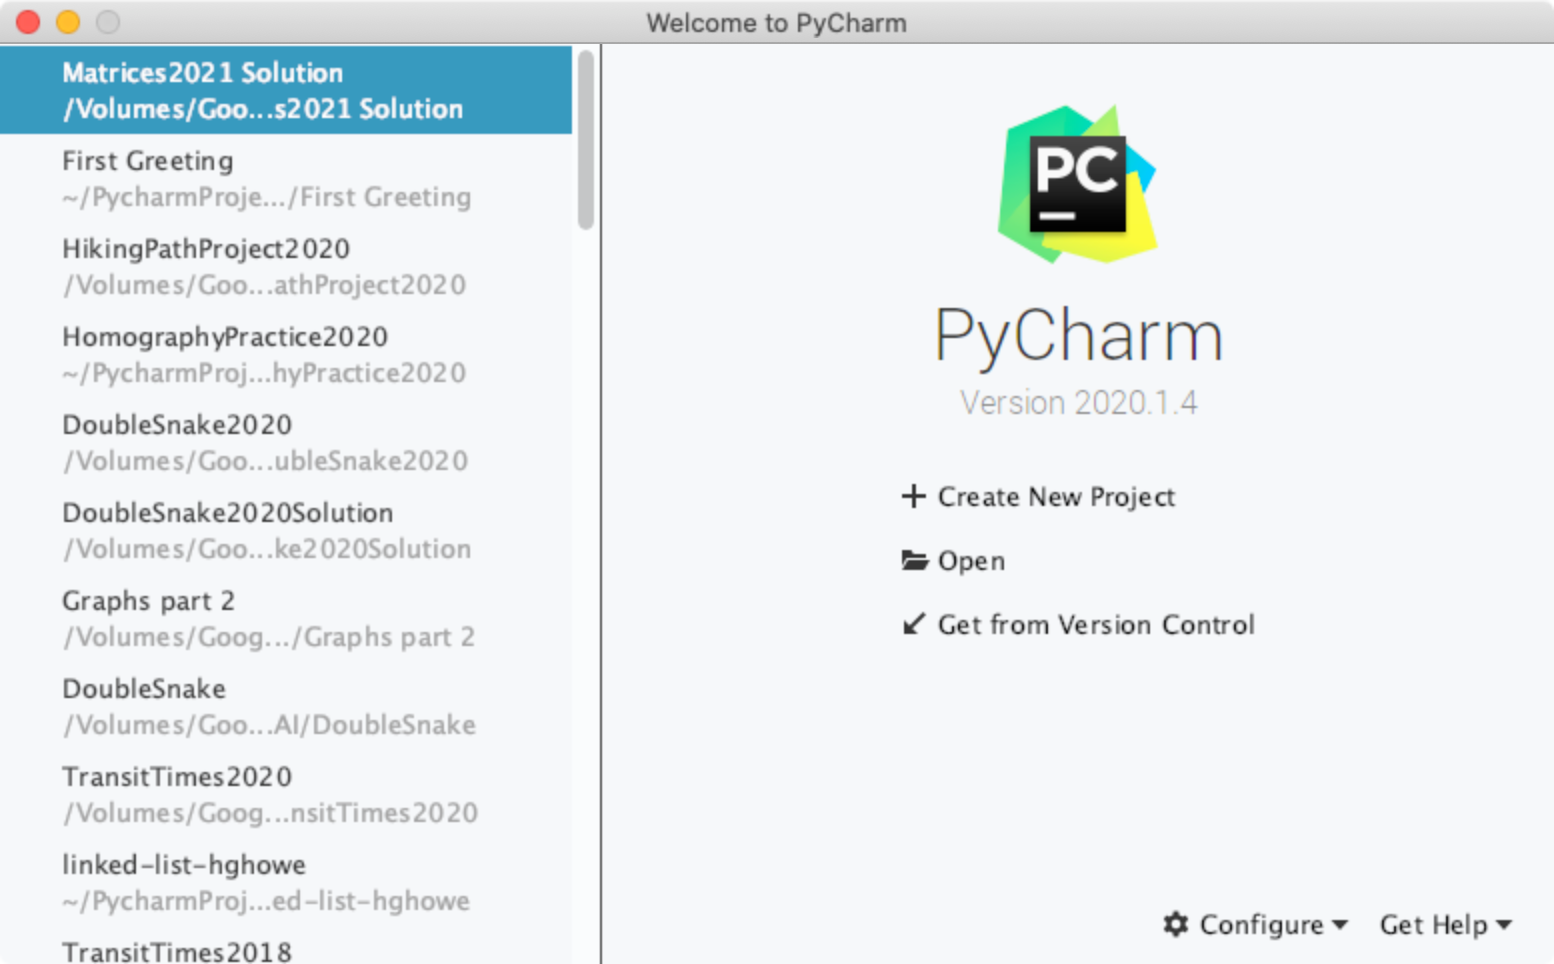 Welcome to PyCharm
Matrices2021 Solution
/Volumes/Goo...s2021 Solution
First Greeting
~/PycharmProje.../First Greeting
HikingPathProject2020
/Volumes/Goo...athProject2020
HomographyPractice2020
~/PycharmProj...hyPractice2020
DoubleSnake2020
/Volumes/Goo...ubleSnake2020
DoubleSnake2020Solution
/Volumes/Goo...ke2020Solution
Graphs part 2
/Volumes/Goog.../Graphs part 2
DoubleSnake
/Volumes/Goo...AI/DoubleSnake
TransitTimes2020
/Volumes/Goog...nsitTimes2020
linked-list-hghowe
~/PycharmProj...ed-list-hghowe
TransitTimes2018
PC
PyCharm
Version 2020.1.4
Create New Project
Open
Get from Version Control
Configure
Get Help